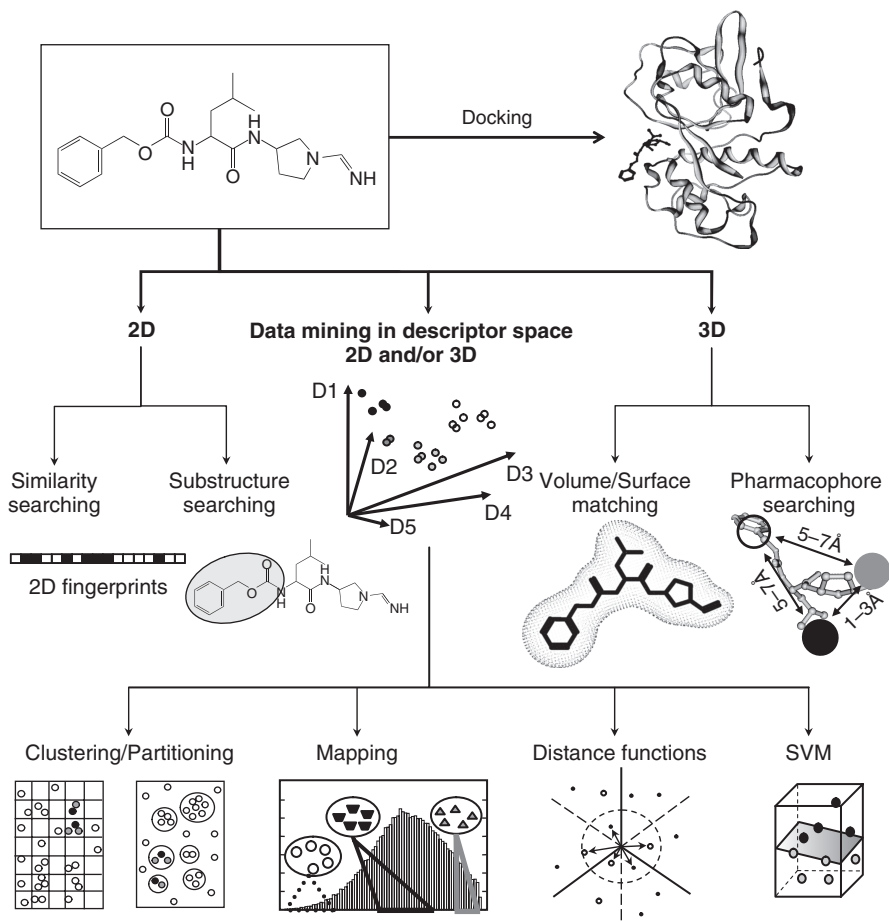 O
O
N
H
O
H
N
N
NH
Docking
2D
Data mining in descriptor space
2D and/or 3D
3D
D1
D2
D3
D4
D5
Similarity
searching
Substructure
searching
Volume/Surface
matching
Pharmacophore
searching
2D fingerprints
O
O
N
H
O
H
N
N
NH
5–7Å
5–7Å
1–3Å
Clustering/Partitioning
Mapping
Distance functions
SVM